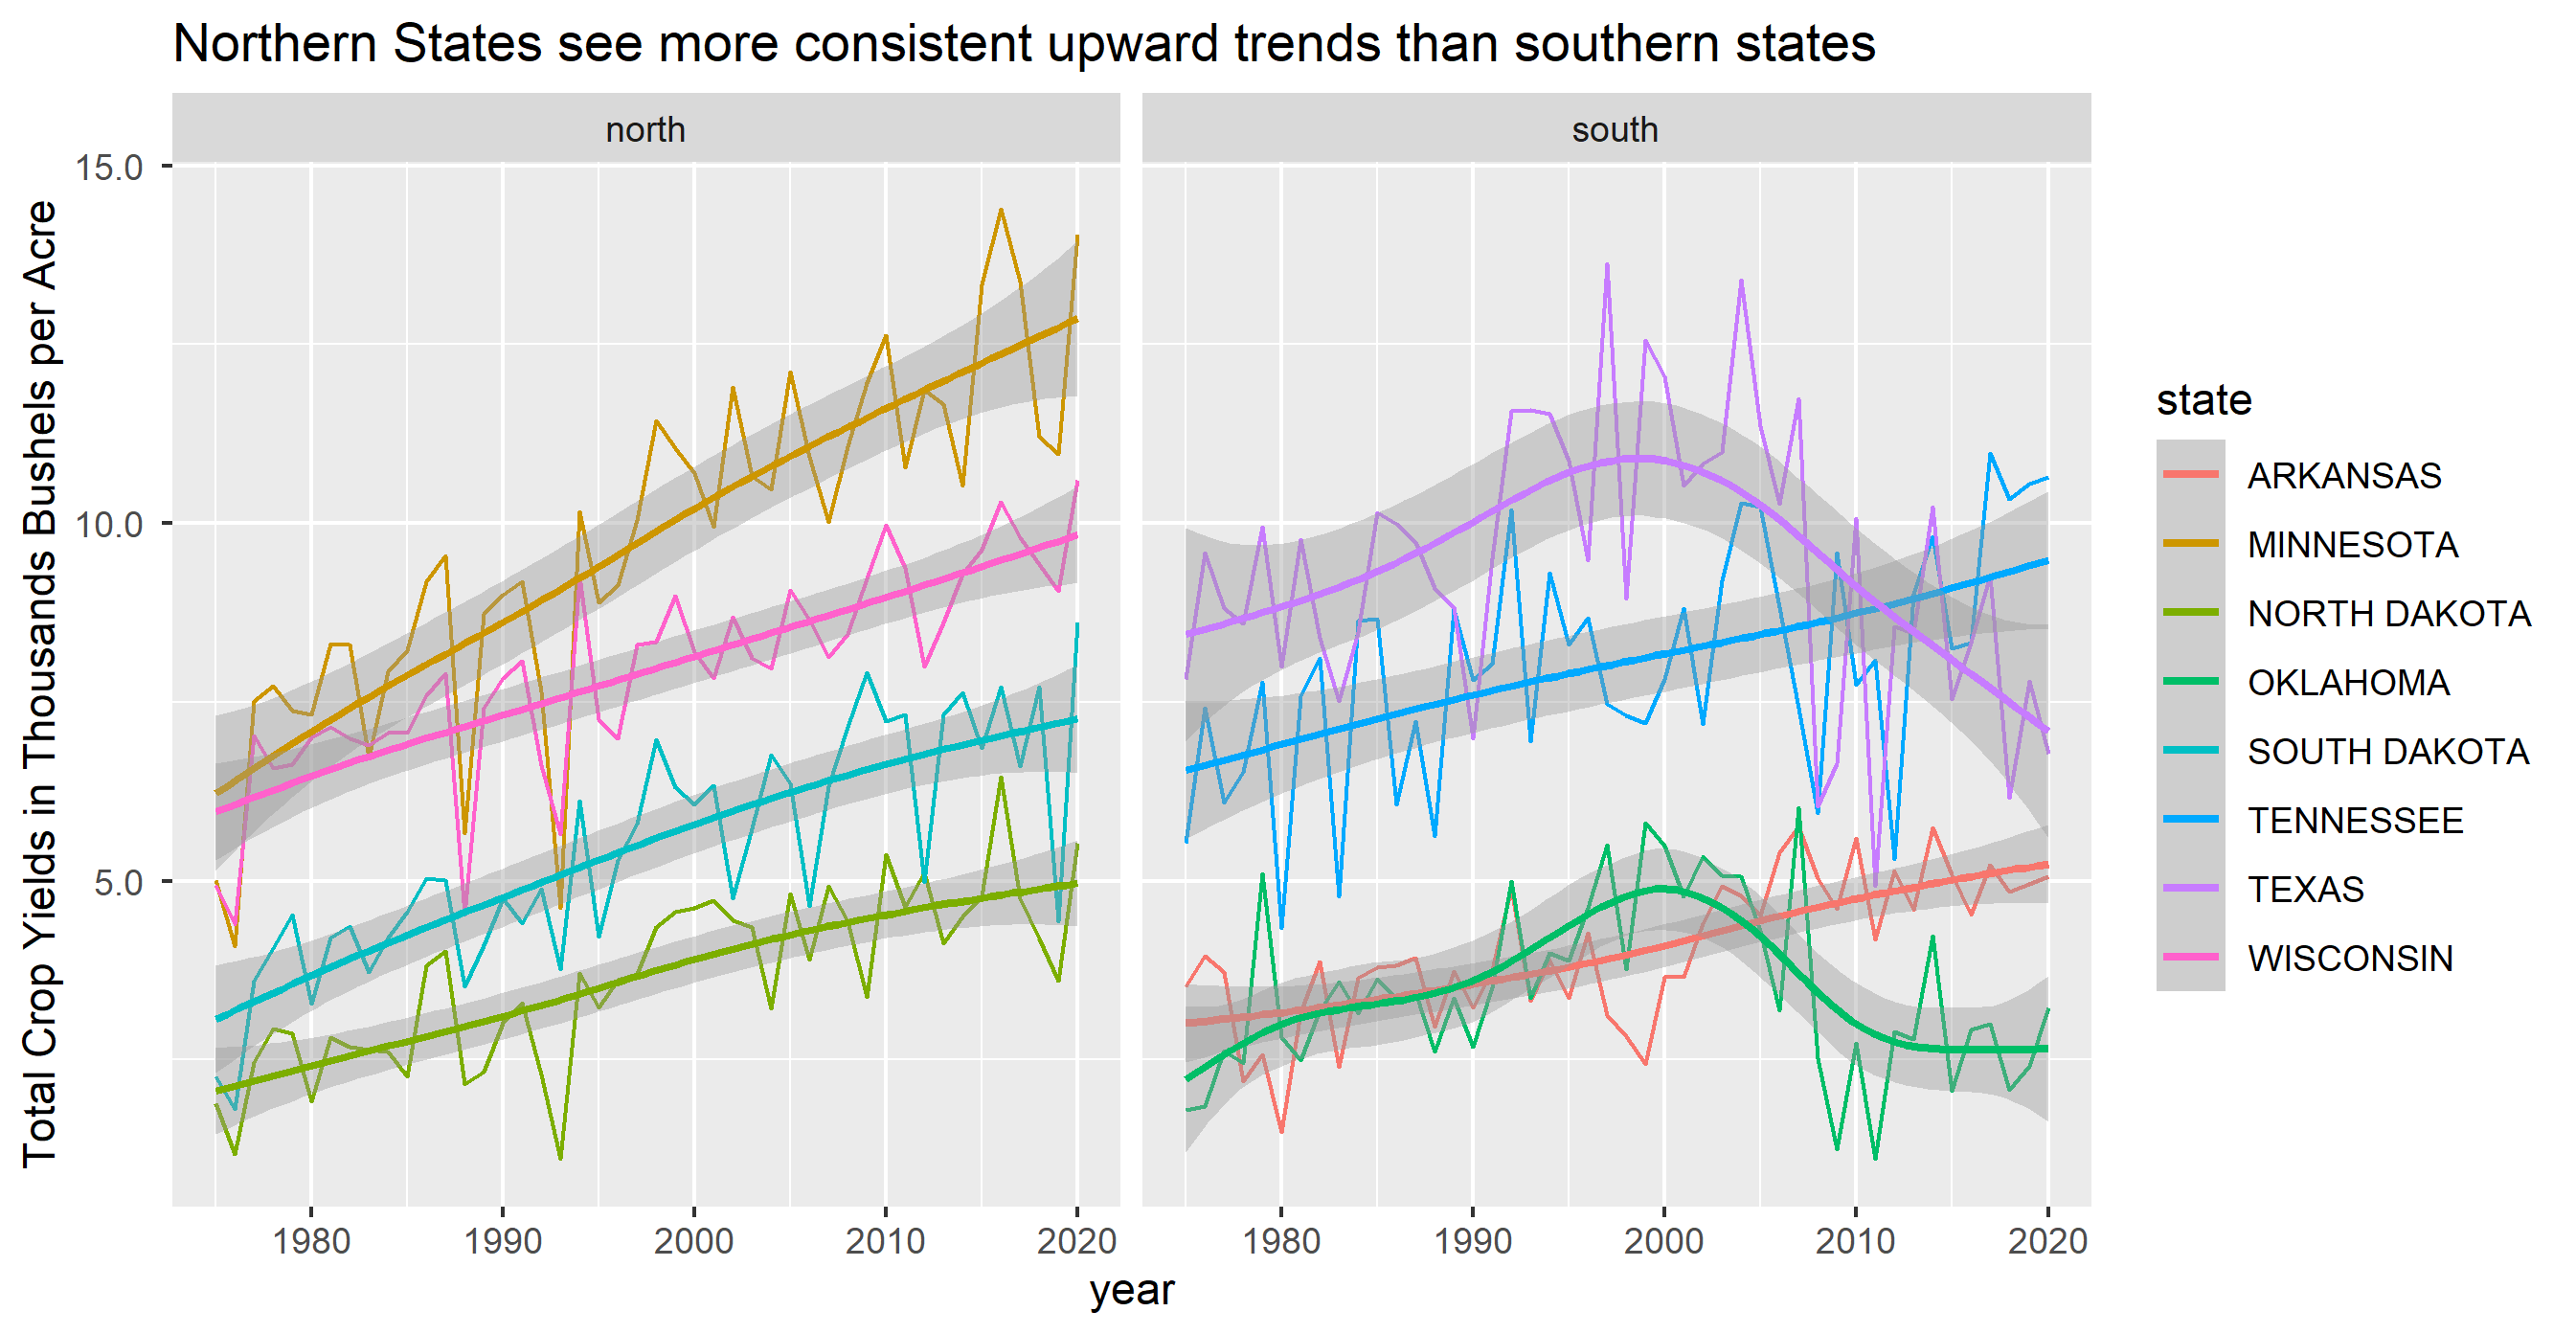 Northern States see more consistent upward trends than southern states
north
south
Total Crop Yields in Thousands Bushels per Acre
15.0
10.0
5.0
1980 1990 2000 2010 2020
1980 1990 2000 2010 2020
year
state
ARKANSAS
MINNESOTA
NORTH DAKOTA
OKLAHOMA
SOUTH DAKOTA
TENNESSEE
TEXAS
WISCONSIN